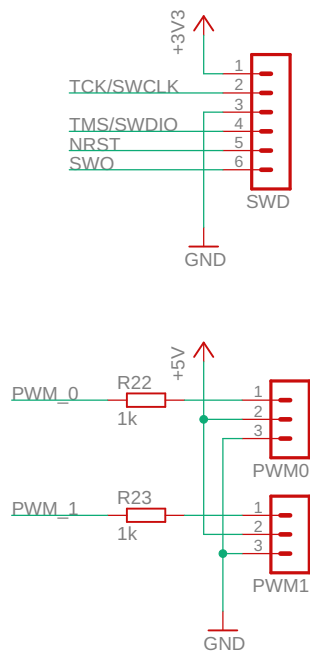 +3V3
1
TCK/SWCLK 2
3
TMS/SWDIO 4
NRST 5
SWO 6
SWD
GND
+5V
R22
PWM_0 1
1k 2
3
PWM0
R23
PWM_1 1
1k 2
3
PWM1
GND